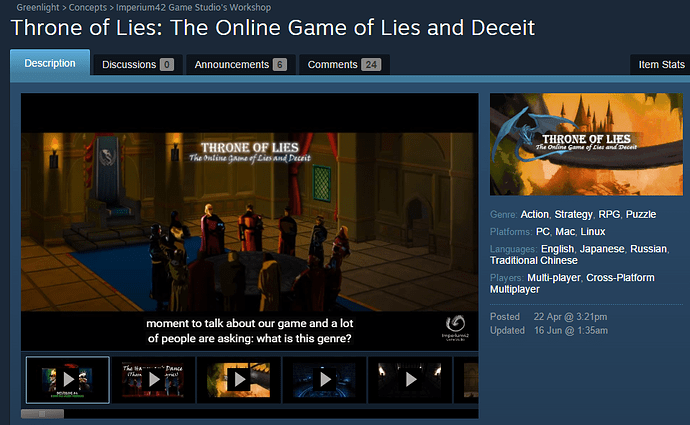 Greenlight > Concepts > Imperium42 Game Studio's Workshop
Throne of Lies: The Online Game of Lies and Deceit
Description
Discussions 0
Announcements 6
Comments 24
Item Stats
THRONE OF LIES
The Online Game of Lies and Deceit
moment to talk about our game and a lot
of people are asking: what is this genre?
imperium42
THRONE OF LIES
The Online Game of Lies and Deceit
Genre: Action, Strategy, RPG, Puzzle
Platforms: PC, Mac, Linux
Languages: English, Japanese, Russian,
Traditional Chinese
Players: Multi-player, Cross-Platform
Multiplayer
Posted 22 Apr @ 3:21pm
Updated 16 Jun @ 1:35am